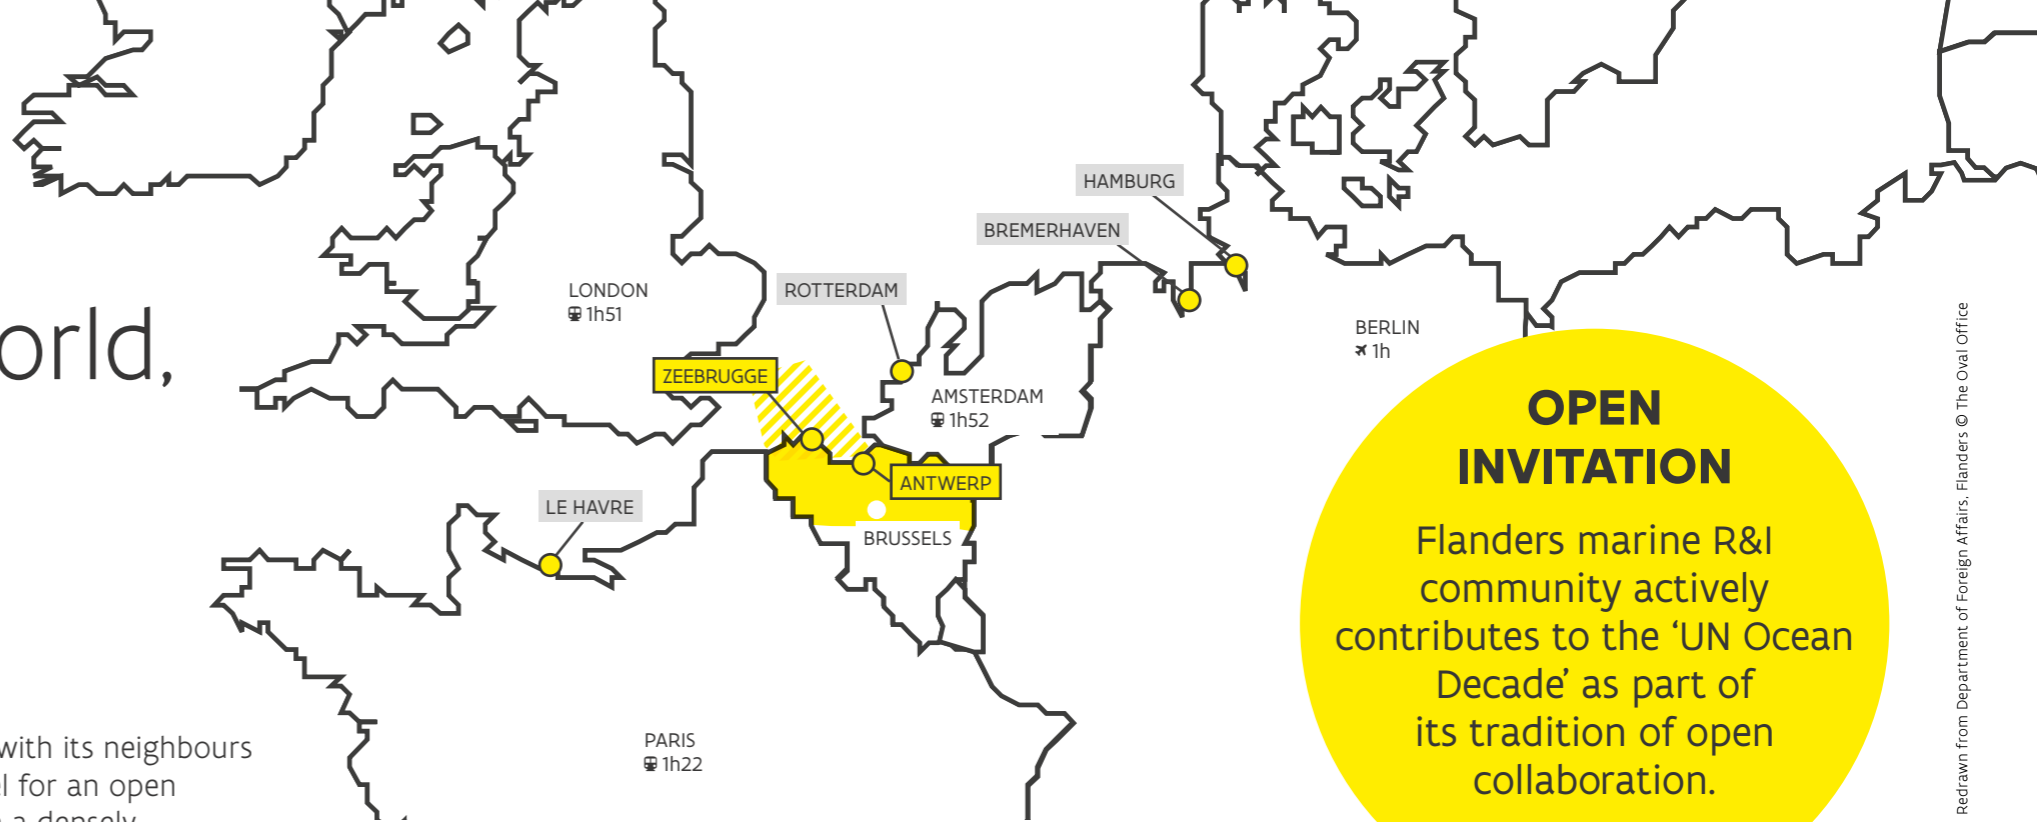 HAMBURG
BREMERHAVEN
LONDON
1h51
ROTTERDAM
BERLIN
1h
orld,
ZEEBRUGGE
AMSTERDAM
1h52
ANTWERP
LE HAVRE
BRUSSELS
PARIS
1h22
with its neighbours
l for an open
a densely
OPEN
INVITATION
Flanders marine R&I
community actively
contributes to the ‘UN Ocean
Decade’ as part of
its tradition of open
collaboration.
Redrawn from Department of Foreign Affairs, Flanders © The Oval Office